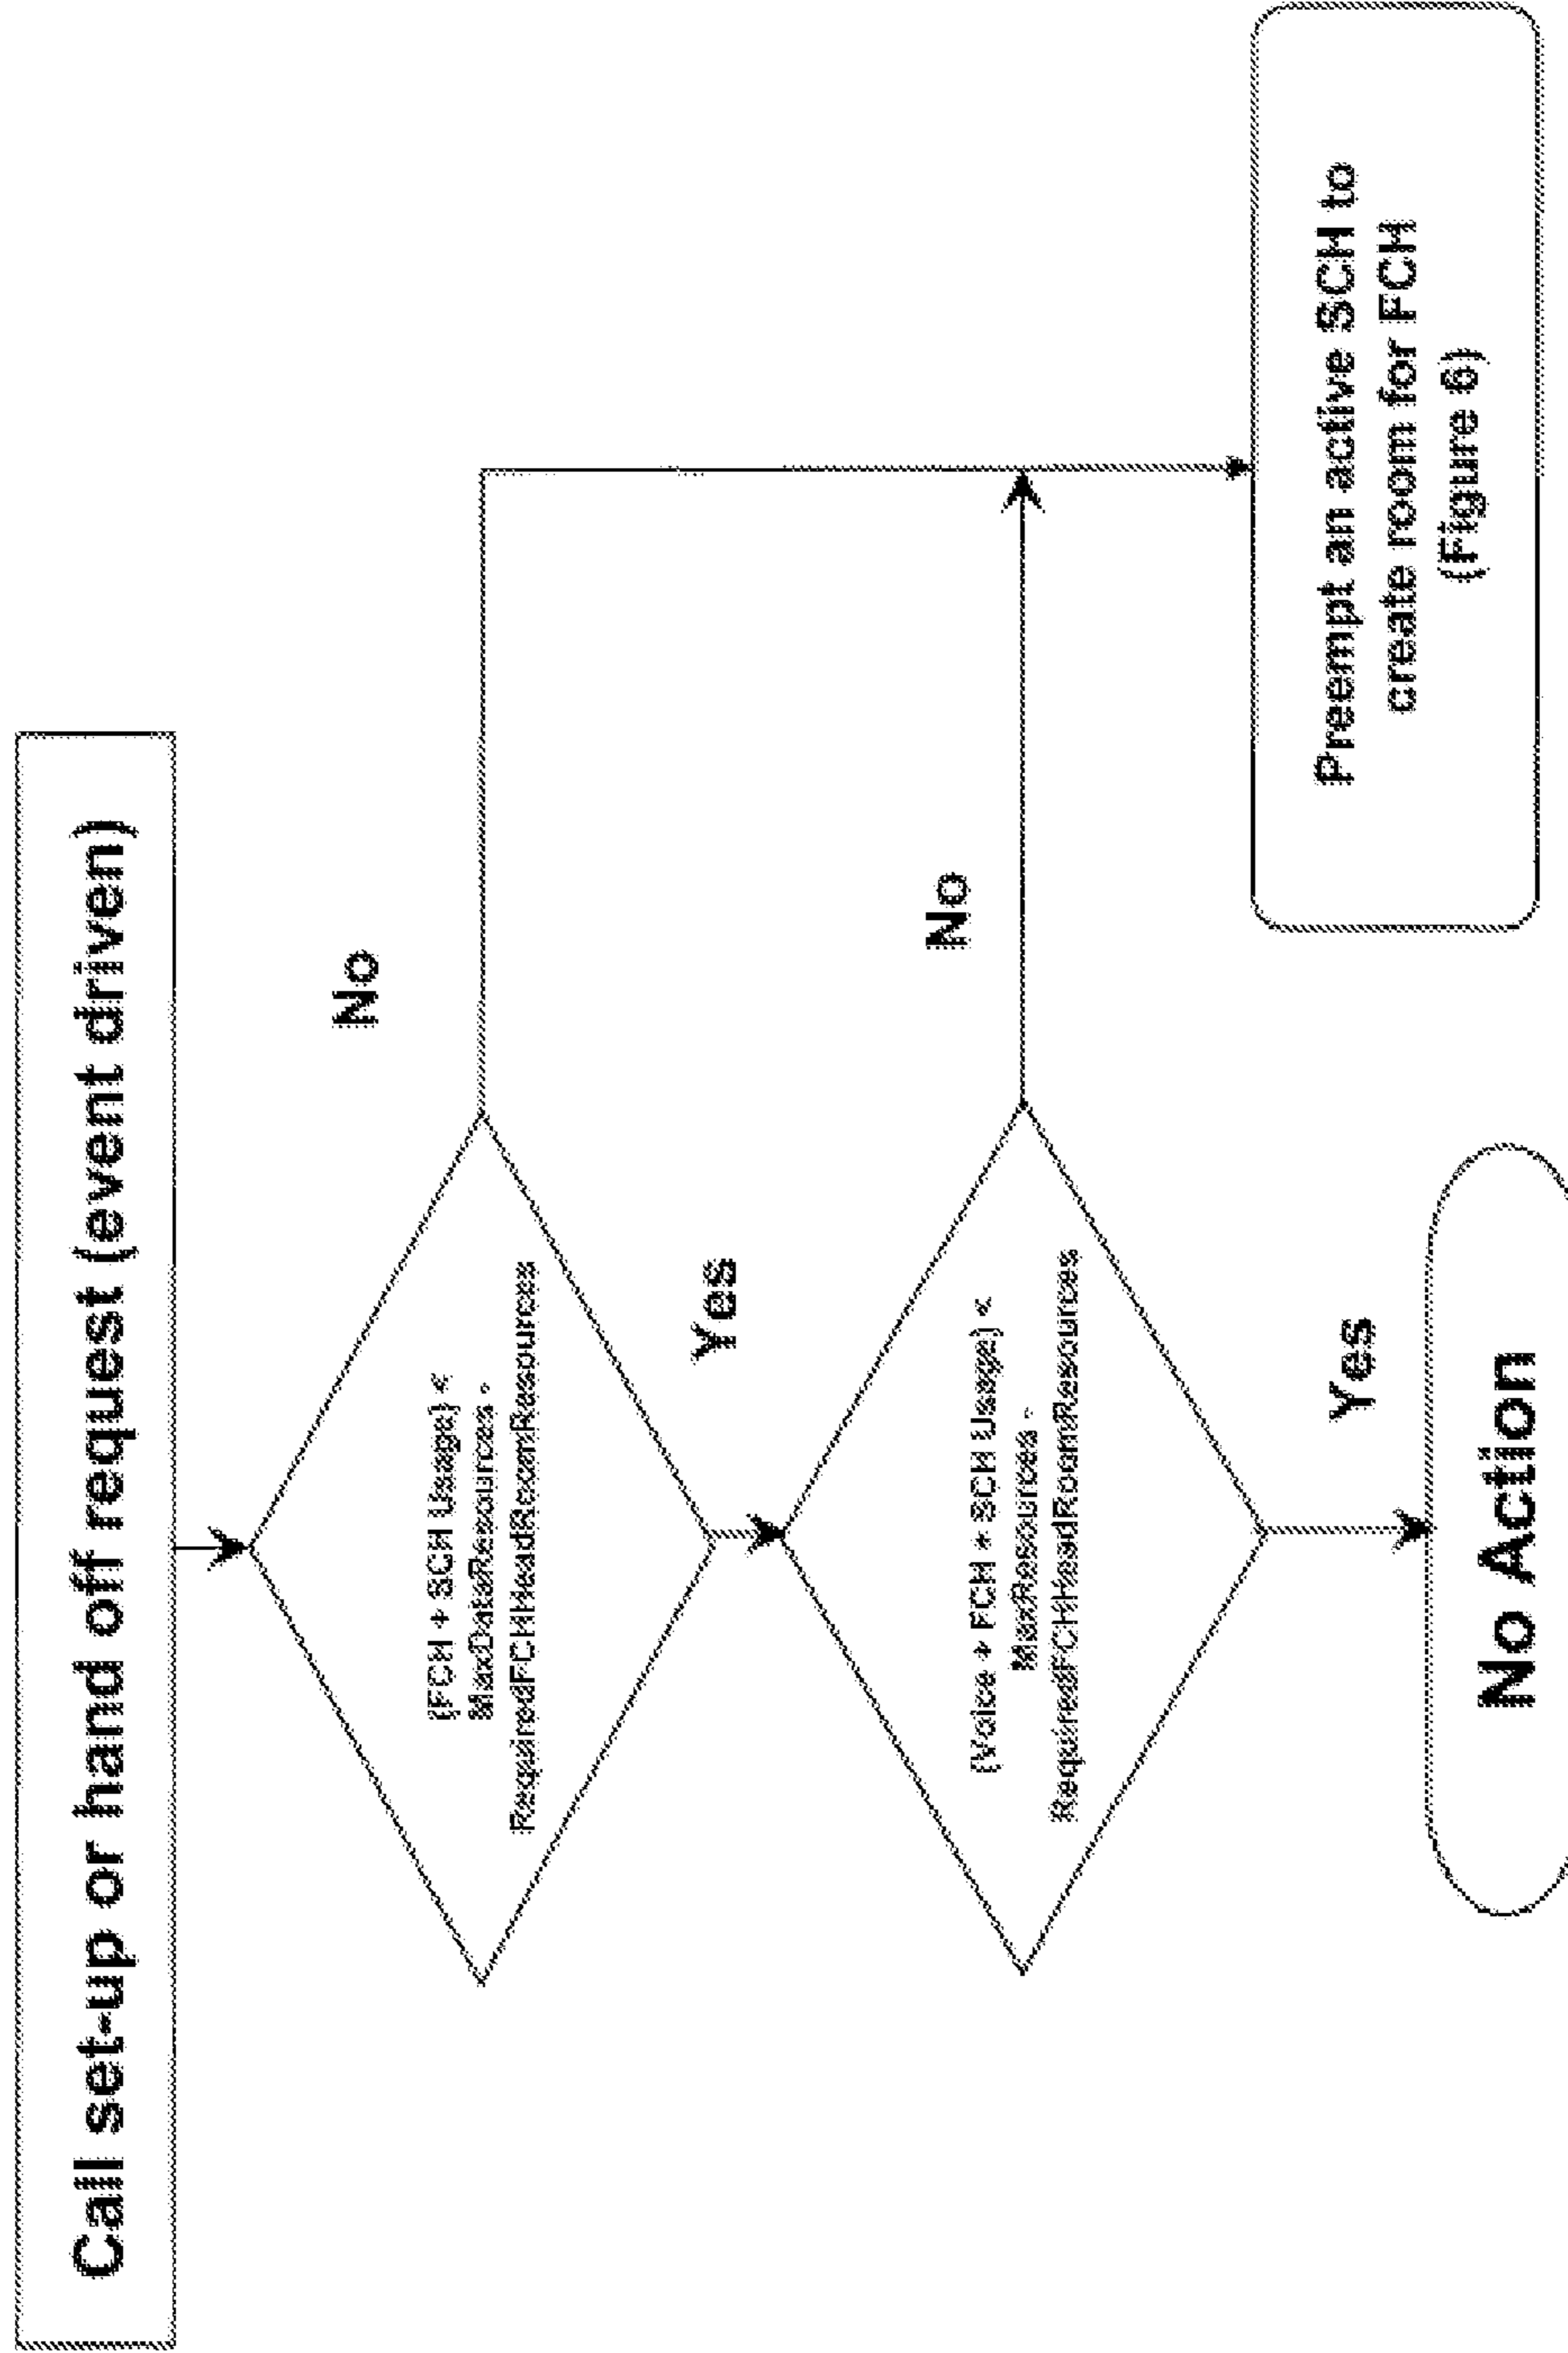 Call set-up or hand off request (event driven)
No
(FCH + SCH Usage) <
MaxDataResources -
RequiredFCHHeadRoomResources
Yes
No
(Voice + FCH + SCH Usage) <
MaxResources -
RequiredFCHHeadRoomResources
Yes
Preempt an active SCH to
create room for FCH
(Figure 6)
No Action